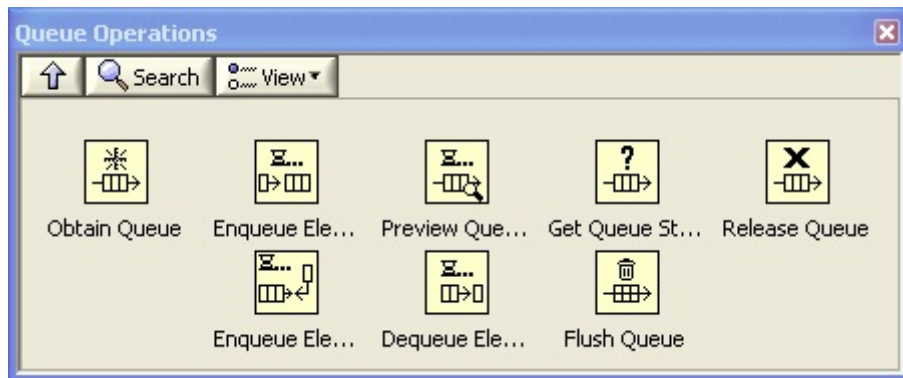 Queue Operations
Search View
Obtain Queue Enqueue Ele... Preview Que... Get Queue St... Release Queue
Enqueue Ele... Dequeue Ele... Flush Queue